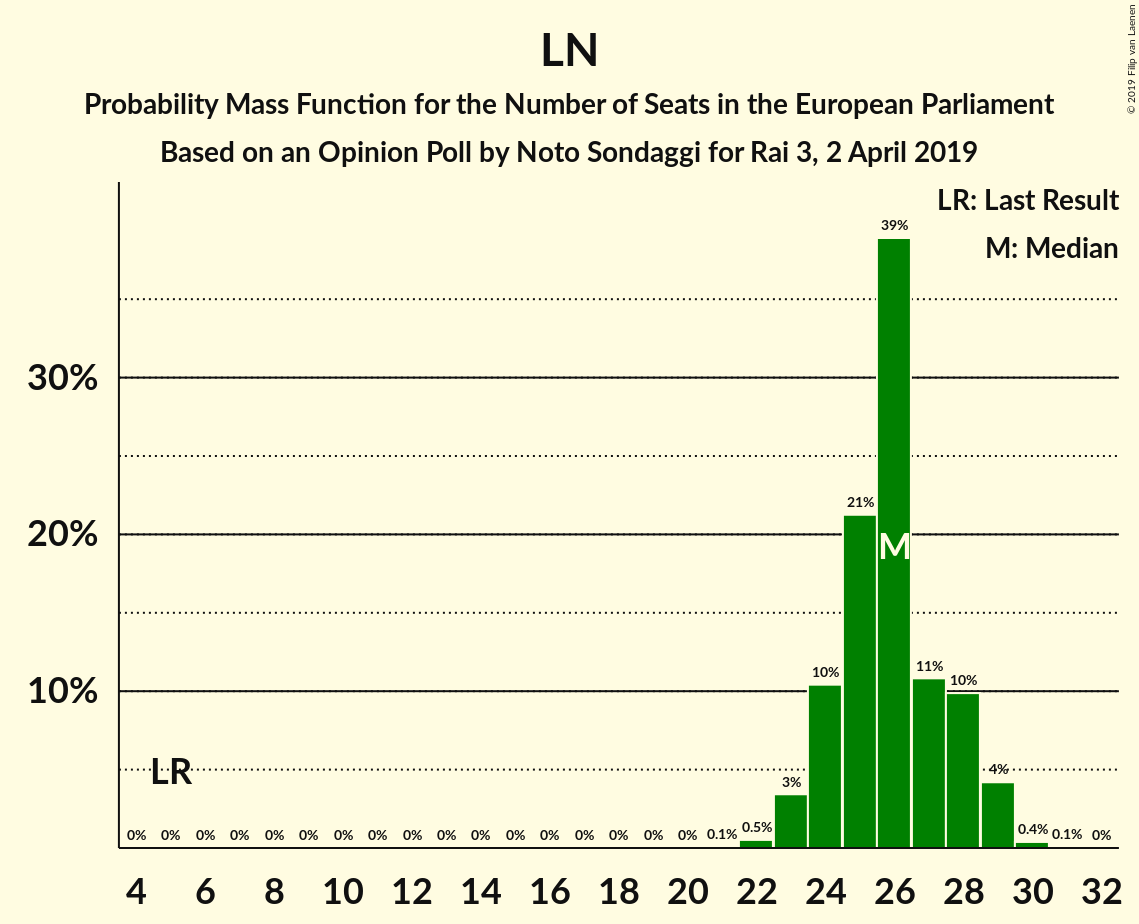 LN
Probability Mass Function for the Number of Seats in the European Parliament
Based on an Opinion Poll by Noto Sondaggi for Rai 3, 2 April 2019
© 2019 Filip van Laenen
LR: Last Result
M: Median
39%
30%
21%
20%
M
10%
11%
10%
10%
LR
3%
4%
0% 0% 0% 0% 0% 0% 0% 0% 0% 0% 0% 0% 0% 0% 0% 0% 0% 0.1% 0.5% 0.4% 0.1% 0%
4 6 8 10 12 14 16 18 20 22 24 26 28 30 32